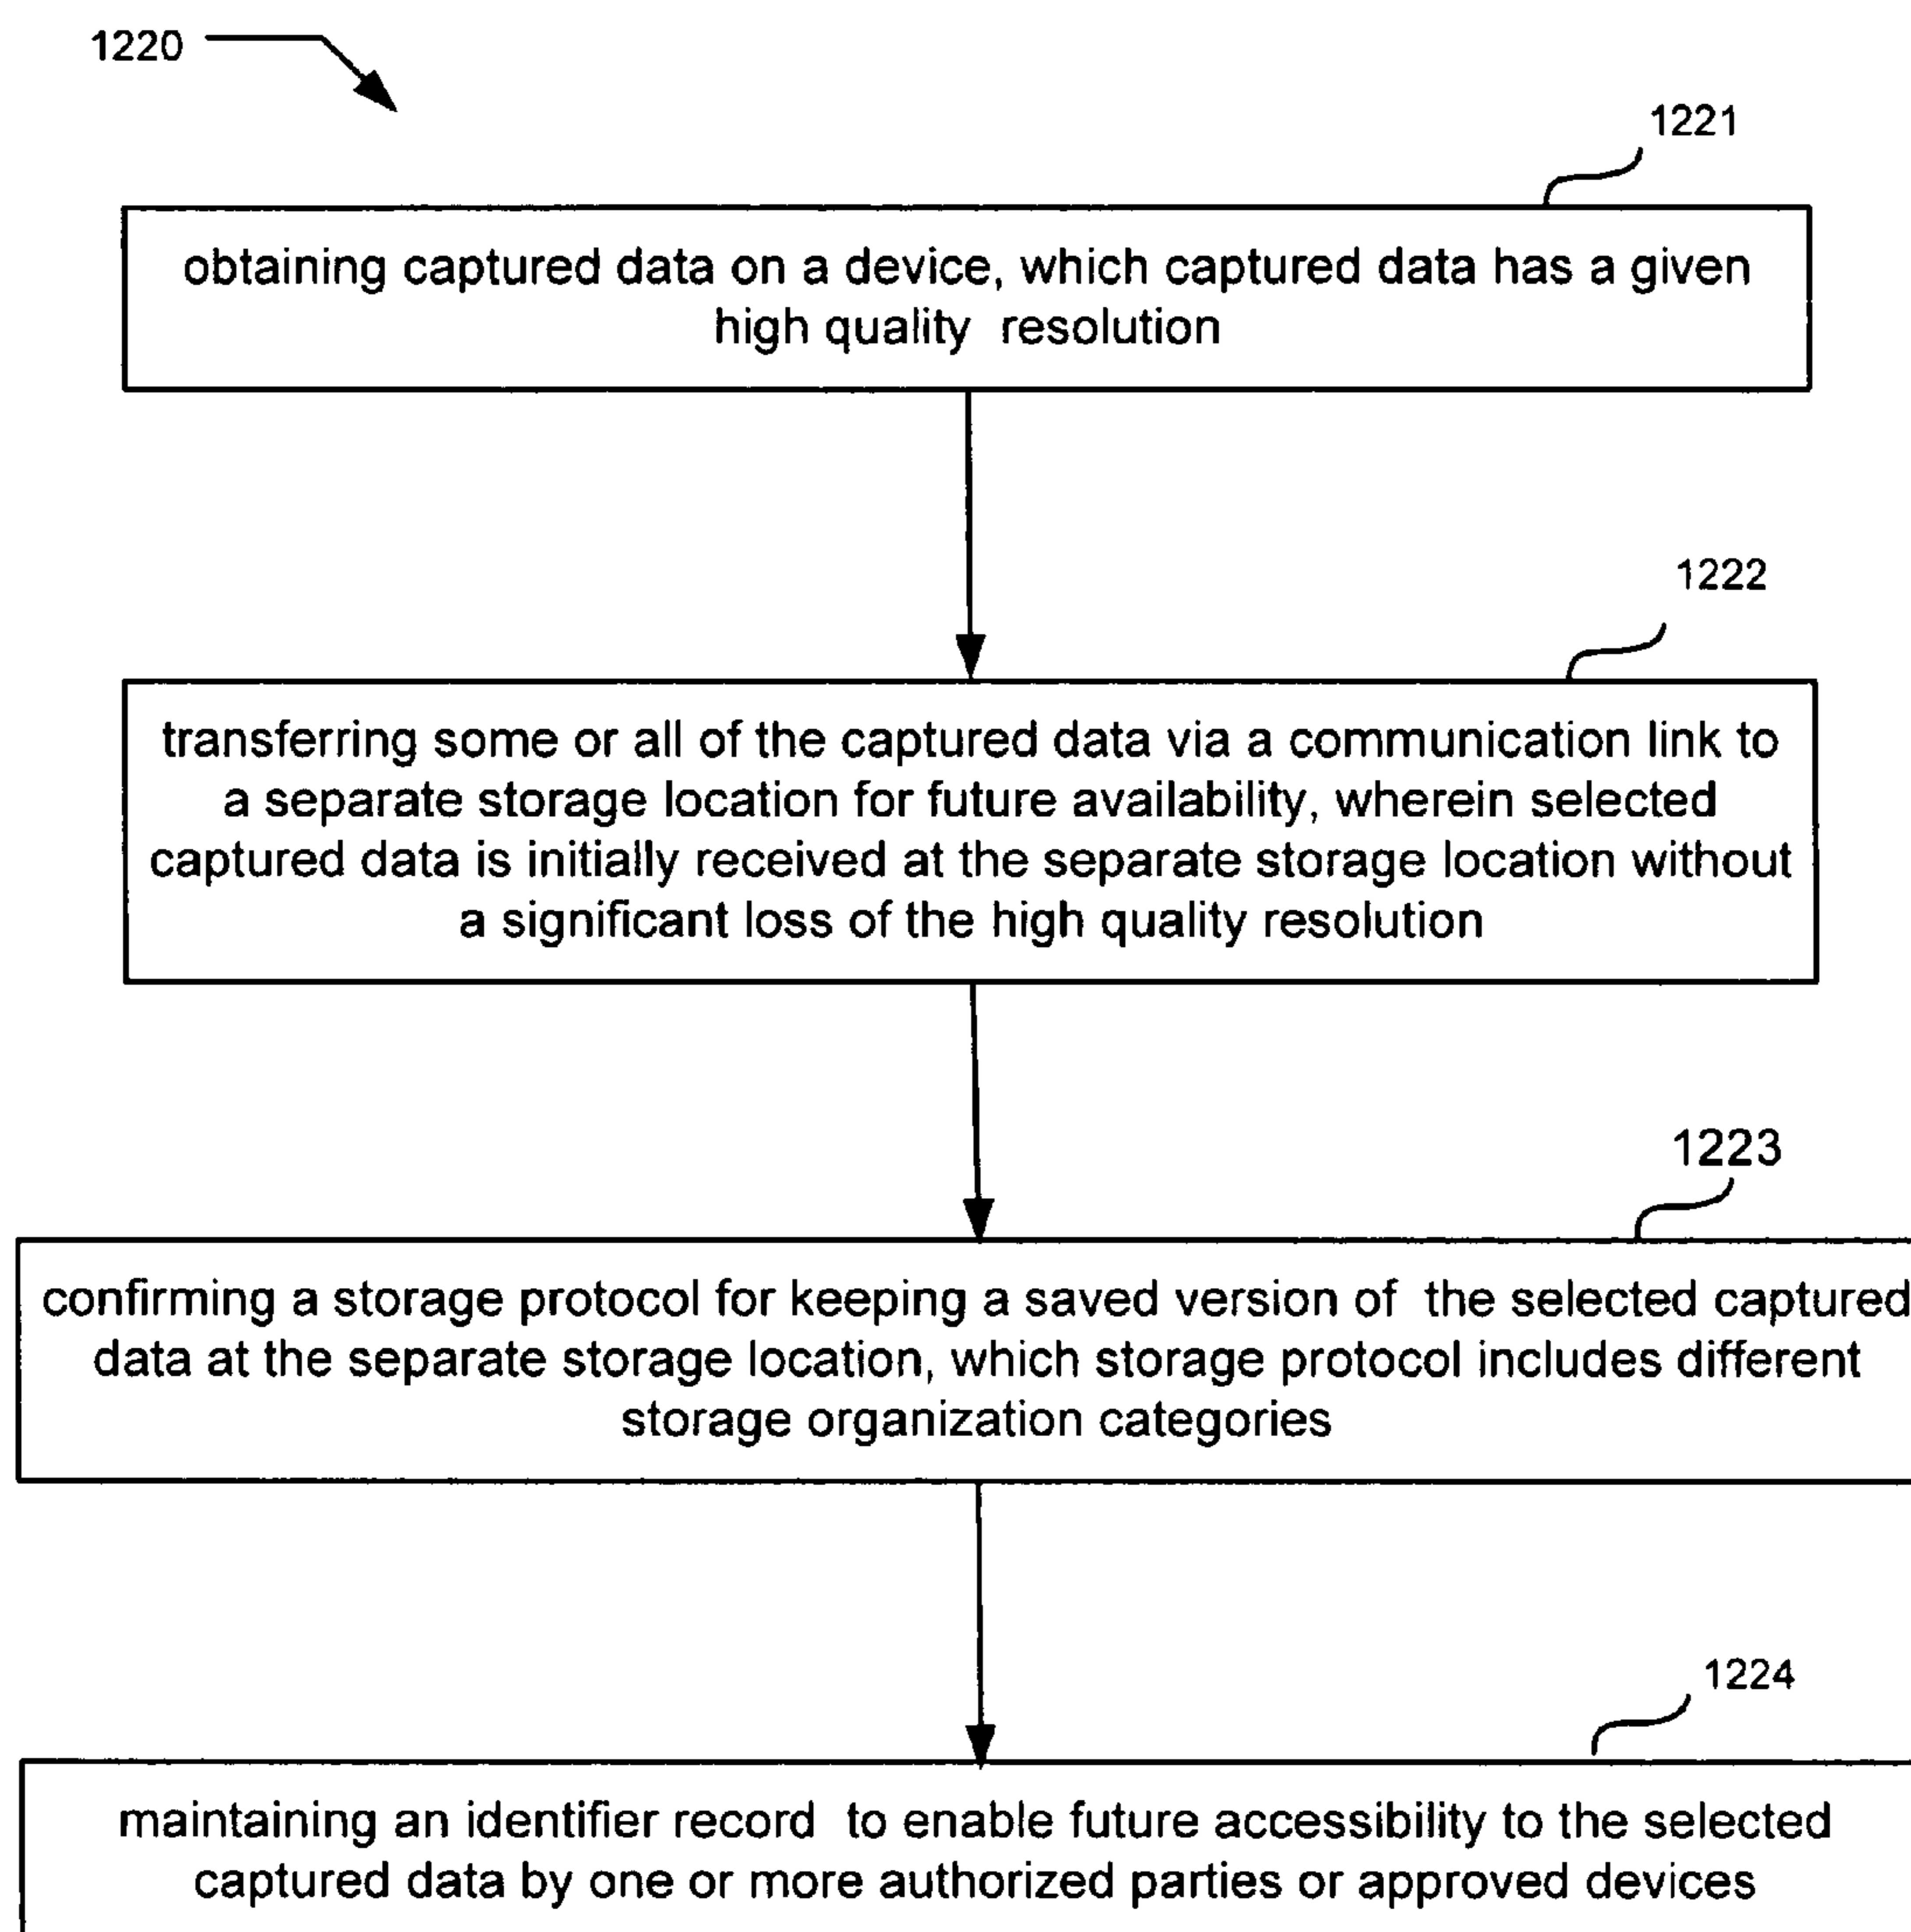 1220
1221
obtaining captured data on a device, which captured data has a given
high quality resolution
1222
transferring some or all of the captured data via a communication link to
a separate storage location for future availability, wherein selected
captured data is initially received at the separate storage location without
a significant loss of the high quality resolution
1223
confirming a storage protocol for keeping a saved version of the selected captured
data at the separate storage location, which storage protocol includes different
storage organization categories
1224
maintaining an identifier record to enable future accessibility to the selected
captured data by one or more authorized parties or approved devices